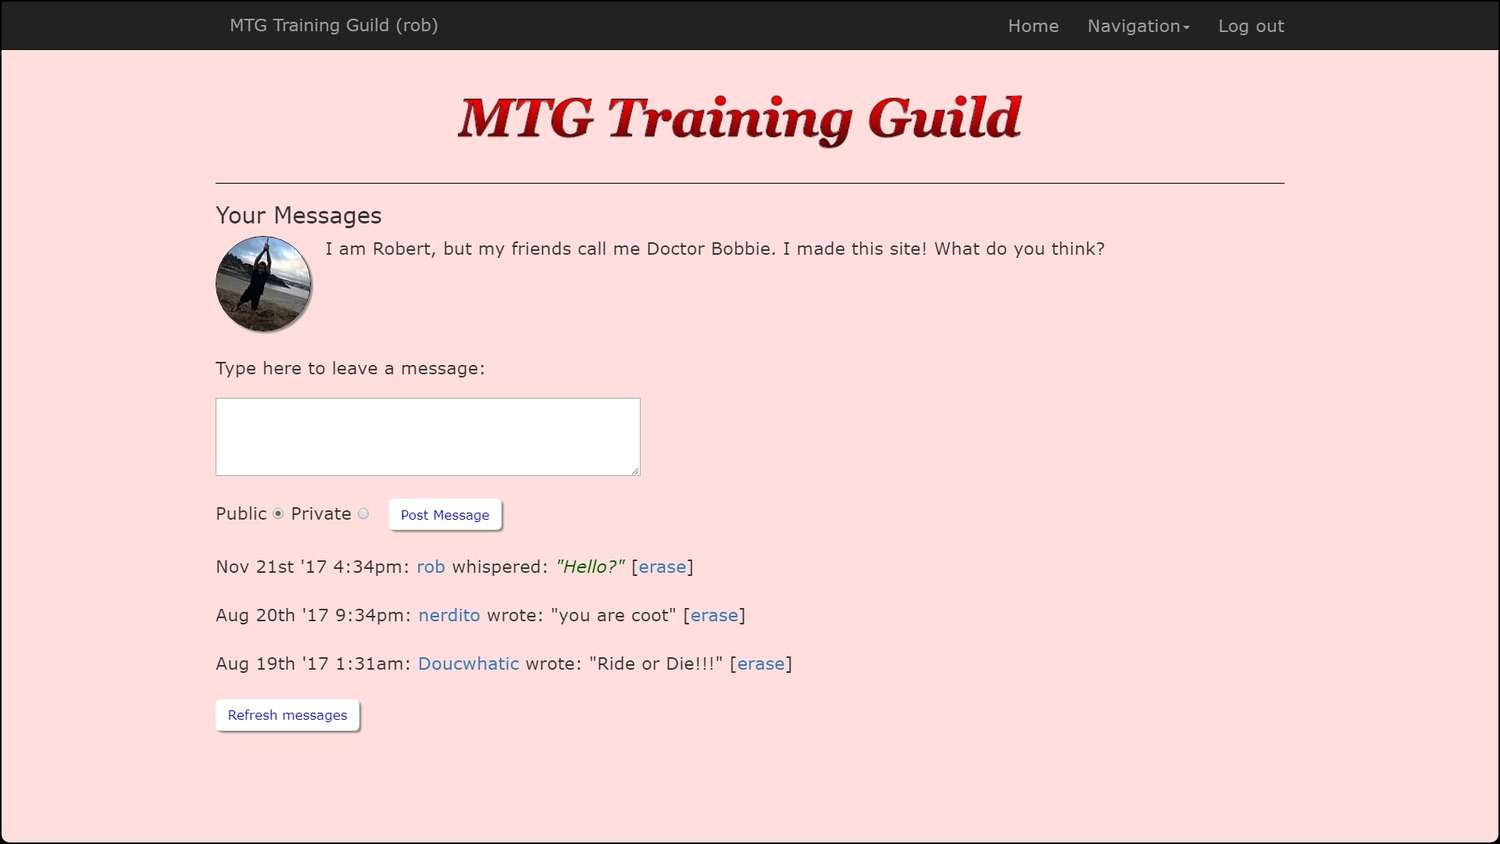 MTG Training Guild (rob)
Home Navigation Log out
MTG Training Guild
Your Messages
I am Robert, but my friends call me Doctor Bobbie. I made this site! What do you think?
Type here to leave a message:
Public Private Post Message
Nov 21st '17 4:34pm: rob whispered: "Hello?" [erase]
Aug 20th '17 9:34pm: nerdito wrote: "you are coot" [erase]
Aug 19th '17 1:31am: Doucwhatic wrote: "Ride or Die!!!" [erase]
Refresh messages